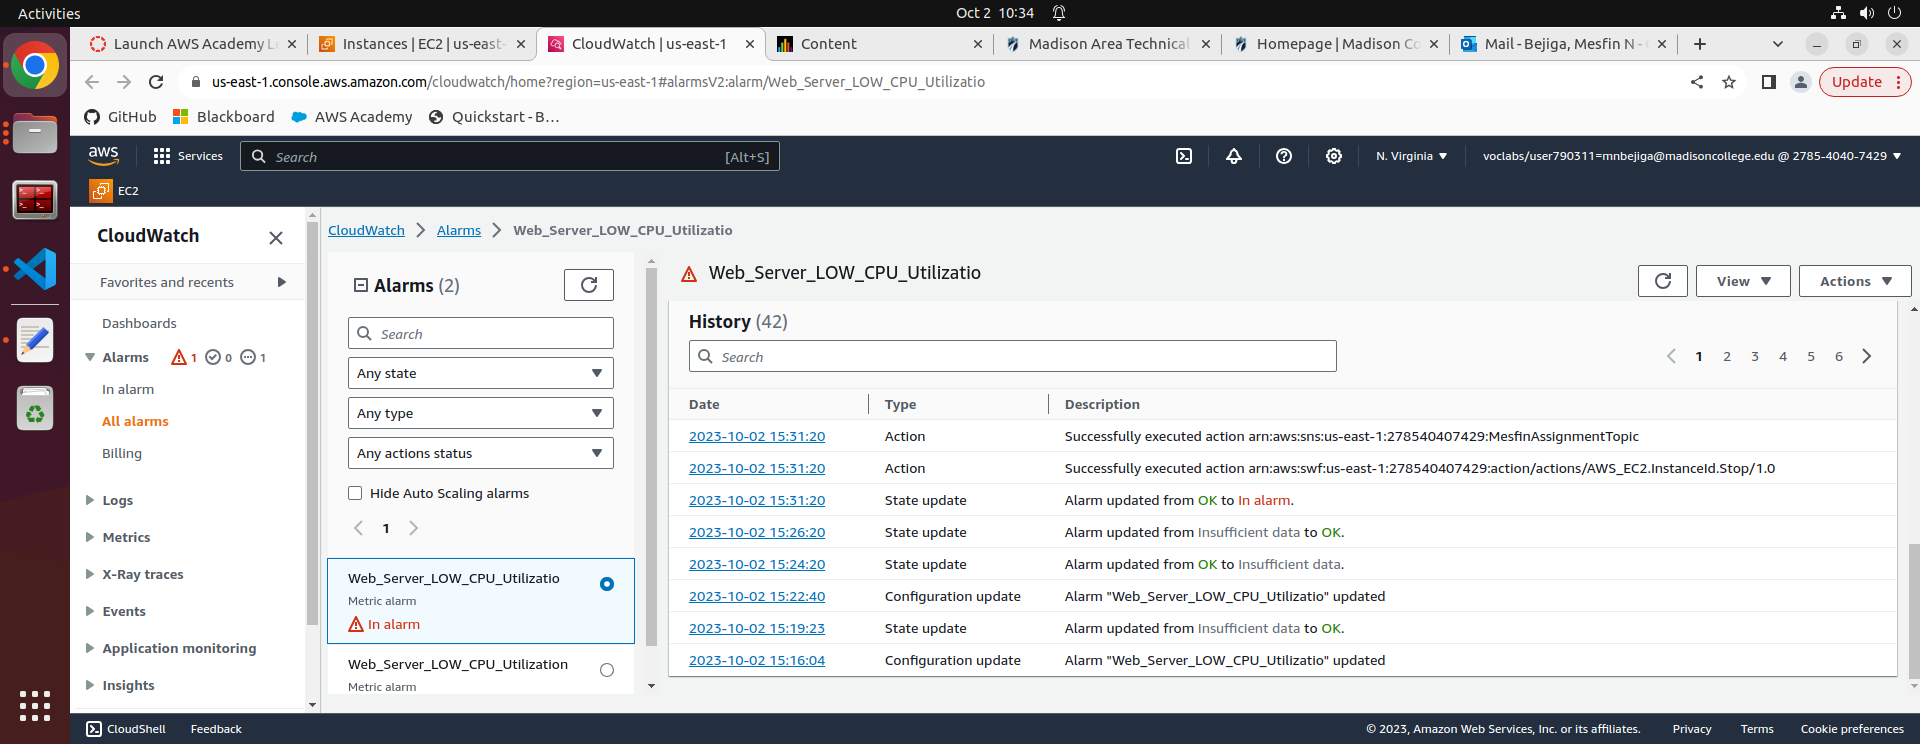 Activities
Oct 2 10:34
Launch AWS Academy Le
Instances | EC2 | us-east-
CloudWatch | us-east-1
Content
Madison Area Technical
Homepage | Madison Co
Mail - Bejiga, Mesfin N -
us-east-1.console.aws.amazon.com/cloudwatch/home?region=us-east-1#alarmsV2:alarm/Web_Server_LOW_CPU_Utilizatio
Update
GitHub
Blackboard
AWS Academy
Quickstart - B...
aws
Services
Search
[Alt+S]
N. Virginia
voclabs/user790311=mnbejiga@madisoncollege.edu @ 2785-4040-7429
EC2
CloudWatch
Favorites and recents
Dashboards
Alarms 1 0 1
In alarm
All alarms
Billing
Logs
Metrics
X-Ray traces
Events
Application monitoring
Insights
CloudWatch > Alarms > Web_Server_LOW_CPU_Utilizatio
Alarms (2)
Search
Any state
Any type
Any actions status
Hide Auto Scaling alarms
1
Web_Server_LOW_CPU_Utilizatio
Metric alarm
In alarm
Web_Server_LOW_CPU_Utilization
Metric alarm
Web_Server_LOW_CPU_Utilizatio
View
Actions
History (42)
Search
1 2 3 4 5 6
Date Type Description
2023-10-02 15:31:20 Action Successfully executed action arn:aws:sns:us-east-1:278540407429:MesfinAssignmentTopic
2023-10-02 15:31:20 Action Successfully executed action arn:aws:swf:us-east-1:278540407429:action/actions/AWS_EC2.InstanceId.Stop/1.0
2023-10-02 15:31:20 State update Alarm updated from OK to In alarm.
2023-10-02 15:26:20 State update Alarm updated from Insufficient data to OK.
2023-10-02 15:24:20 State update Alarm updated from OK to Insufficient data.
2023-10-02 15:22:40 Configuration update Alarm "Web_Server_LOW_CPU_Utilizatio" updated
2023-10-02 15:19:23 State update Alarm updated from Insufficient data to OK.
2023-10-02 15:16:04 Configuration update Alarm "Web_Server_LOW_CPU_Utilizatio" updated
CloudShell
Feedback
© 2023, Amazon Web Services, Inc. or its affiliates.
Privacy
Terms
Cookie preferences